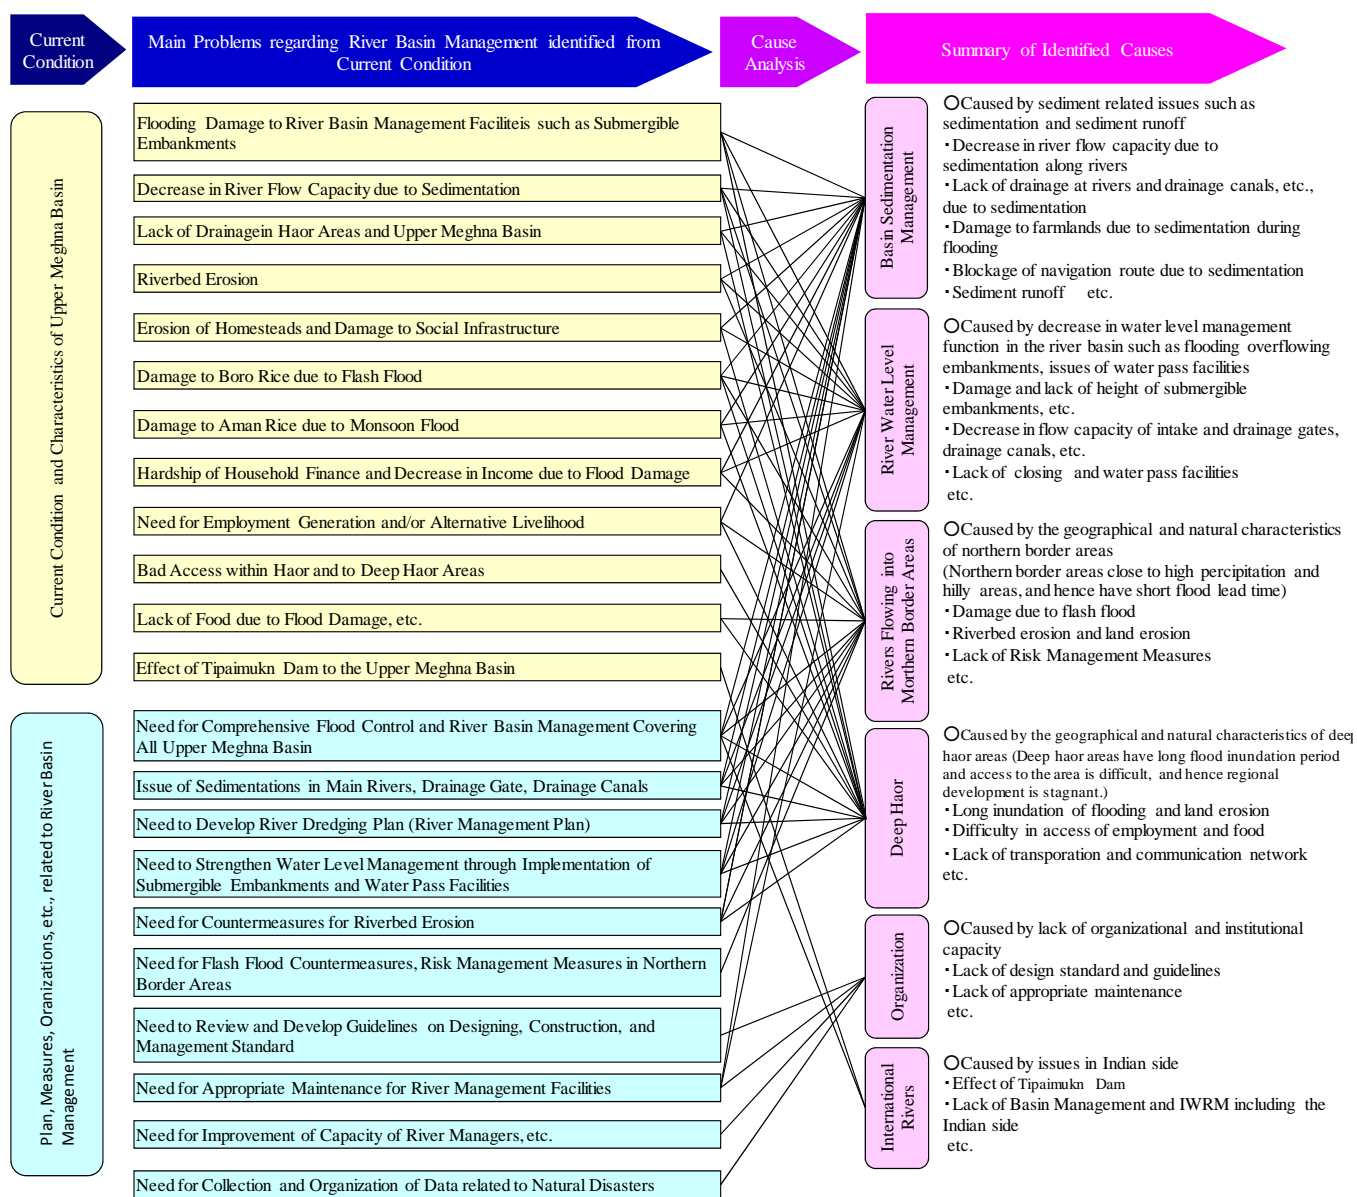 Current
Condition
Main Problems regarding River Basin Management identified from
Current Condition
Cause
Analysis
Summary of Identified Causes
Current Condition and Characteristics of Upper Meghna Basin
Flooding Damage to River Basin Management Faciliteis such as Submergible
Embankments
Decrease in River Flow Capacity due to Sedimentation
Lack of Drainagein Haor Areas and Upper Meghna Basin
Riverbed Erosion
Erosion of Homesteads and Damage to Social Infrastructure
Damage to Boro Rice due to Flash Flood
Damage to Aman Rice due to Monsoon Flood
Hardship of Household Finance and Decrease in Income due to Flood Damage
Need for Employment Generation and/or Alternative Livelihood
Bad Access within Haor and to Deep Haor Areas
Lack of Food due to Flood Damage, etc.
Effect of Tipaimukn Dam to the Upper Meghna Basin
Plan, Measures, Oranizations, etc., related to River Basin
Management
Need for Comprehensive Flood Control and River Basin Management Covering
All Upper Meghna Basin
Issue of Sedimentations in Main Rivers, Drainage Gate, Drainage Canals
Need to Develop River Dredging Plan (River Management Plan)
Need to Strengthen Water Level Management through Implementation of
Submergible Embankments and Water Pass Facilities
Need for Countermeasures for Riverbed Erosion
Need for Flash Flood Countermeasures, Risk Management Measures in Northern
Border Areas
Need to Review and Develop Guidelines on Designing, Construction, and
Management Standard
Need for Appropriate Maintenance for River Management Facilities
Need for Improvement of Capacity of River Managers, etc.
Need for Collection and Organization of Data related to Natural Disasters
Basin Sedimentation
Management
○Caused by sediment related issues such as
sedimentation and sediment runoff
・Decrease in river flow capacity due to
sedimentation along rivers
・Lack of drainage at rivers and drainage canals, etc.,
due to sedimentation
・Damage to farmlands due to sedimentation during
flooding
・Blockage of navigation route due to sedimentation
・Sediment runoff etc.
River Water Level
Management
○Caused by decrease in water level management
function in the river basin such as flooding overflowing
embankments, issues of water pass facilities
・Damage and lack of height of submergible
embankments, etc.
・Decrease in flow capacity of intake and drainage gates,
drainage canals, etc.
・Lack of closing and water pass facilities
etc.
Rivers Flowing into
Morthern Border Areas
○Caused by the geographical and natural characteristics
of northern border areas
(Northern border areas close to high percipitation and
hilly areas, and hence have short flood lead time)
・Damage due to flash flood
・Riverbed erosion and land erosion
・Lack of Risk Management Measures
etc.
Deep Haor
○Caused by the geographical and natural characteristics of deep
haor areas (Deep haor areas have long flood inundation period
and access to the area is difficult, and hence regional
development is stagnant.)
・Long inundation of flooding and land erosion
・Difficulty in access of employment and food
・Lack of transporation and communication network
etc.
Organization
○Caused by lack of organizational and institutional
capacity
・Lack of design standard and guidelines
・Lack of appropriate maintenance
etc.
International
Rivers
○Caused by issues in Indian side
・Effect of Tipaimukn Dam
・Lack of Basin Management and IWRM including the
Indian side
etc.